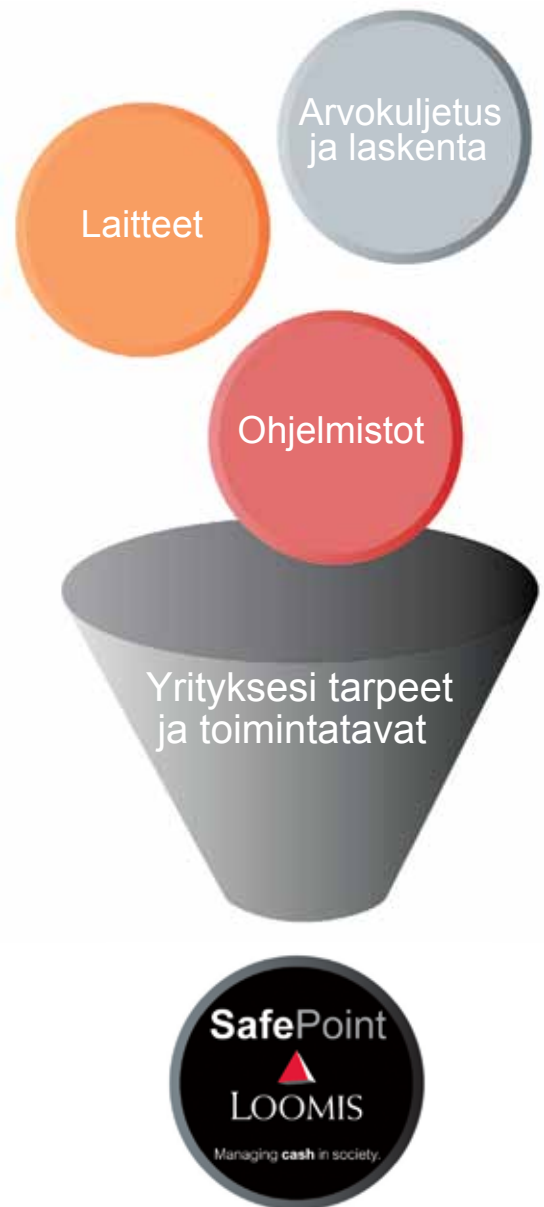 Arvokuljetus
ja laskenta
Laitteet
Ohjelmistot
Yrityksesi tarpeet
ja toimintatavat
SafePoint
LOOMIS
Managing cash in society.